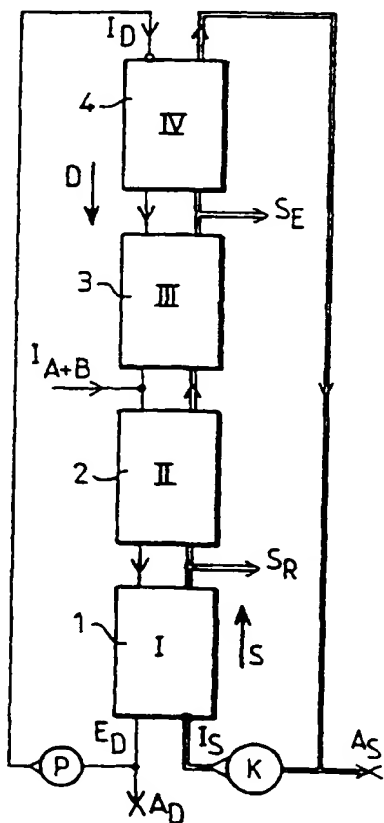 I_D
4
IV
D
S_E
3
III
I_A+B
2
II
S_R
1
I
S
E_D
I_S
P
K
A_S
A_D